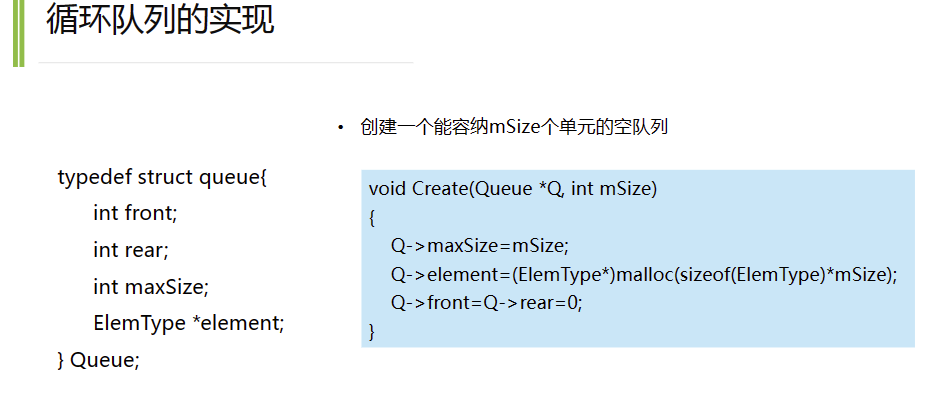 循环队列的实现
• 创建一个能容纳mSize个单元的空队列
typedef struct queue{
int front;
int rear;
int maxSize;
ElemType *element;
} Queue;
void Create(Queue *Q, int mSize)
{
Q->maxSize=mSize;
Q->element=(ElemType*)malloc(sizeof(ElemType)*mSize);
Q->front=Q->rear=0;
}